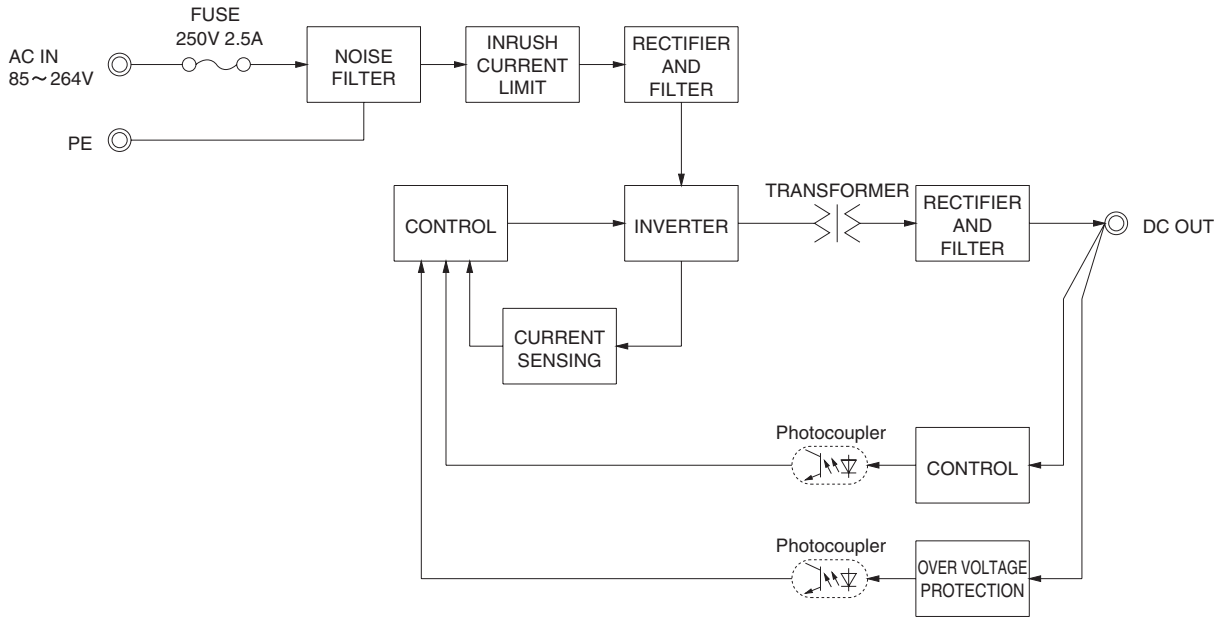 FUSE
250V 2.5A
AC IN
85～264V
PE
NOISE
FILTER
INRUSH
CURRENT
LIMIT
RECTIFIER
AND
FILTER
CONTROL
INVERTER
TRANSFORMER
RECTIFIER
AND
FILTER
DC OUT
CURRENT
SENSING
Photocoupler
CONTROL
Photocoupler
OVER VOLTAGE
PROTECTION